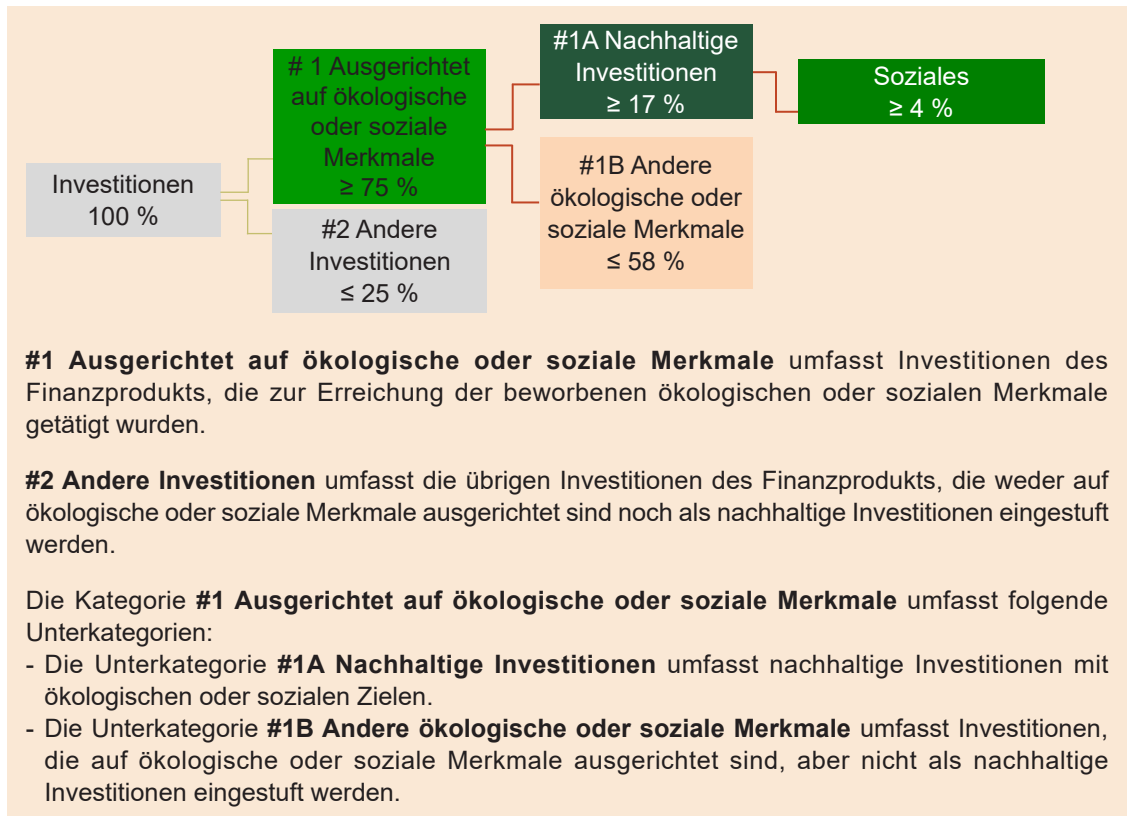 Investitionen
100 %
# 1 Ausgerichtet
auf ökologische
oder soziale
Merkmale
≥ 75 %
#2 Andere
Investitionen
≤ 25 %
#1A Nachhaltige
Investitionen
≥ 17 %
#1B Andere
ökologische oder
soziale Merkmale
≤ 58 %
Soziales
≥ 4 %
#1 Ausgerichtet auf ökologische oder soziale Merkmale umfasst Investitionen des
Finanzprodukts, die zur Erreichung der beworbenen ökologischen oder sozialen Merkmale
getätigt wurden.
#2 Andere Investitionen umfasst die übrigen Investitionen des Finanzprodukts, die weder auf
ökologische oder soziale Merkmale ausgerichtet sind noch als nachhaltige Investitionen eingestuft
werden.
Die Kategorie #1 Ausgerichtet auf ökologische oder soziale Merkmale umfasst folgende
Unterkategorien:
- Die Unterkategorie #1A Nachhaltige Investitionen umfasst nachhaltige Investitionen mit
ökologischen oder sozialen Zielen.
- Die Unterkategorie #1B Andere ökologische oder soziale Merkmale umfasst Investitionen,
die auf ökologische oder soziale Merkmale ausgerichtet sind, aber nicht als nachhaltige
Investitionen eingestuft werden.